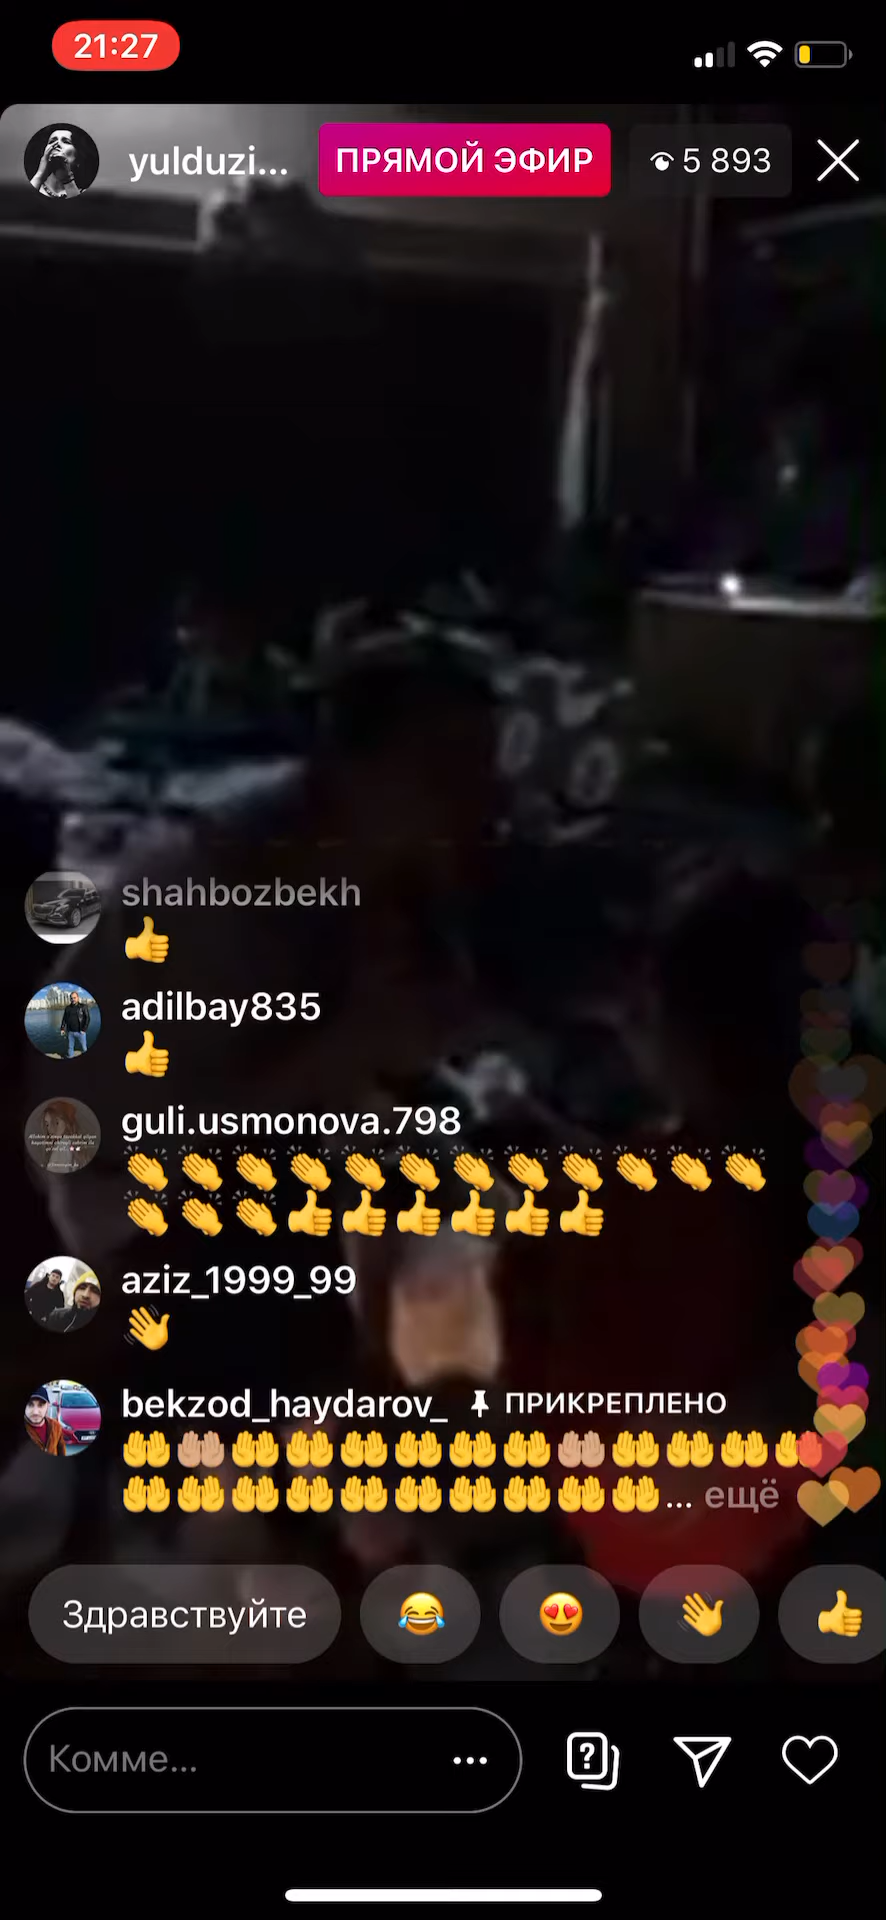 21:27
yulduzi...
ПРЯМОЙ ЭФИР
5 893
shahbozbekh
👍
adilbay835
👍
guli.usmonova.798
👏👏👏👏👏👏👏👏👏👏👏👏
👏👏👏👍👍👍👍👍👍
aziz_1999_99
👋
bekzod_haydarov_ 📌 ПРИКРЕПЛЕНО
🤲🤲🏼🤲🤲🤲🤲🤲🤲🤲🏼🤲🤲🤲🤲
🤲🤲🤲🤲🤲🤲🤲🤲🤲🤲... ещё
Здравствуйте 😂 😍 👋 👍
Комме...